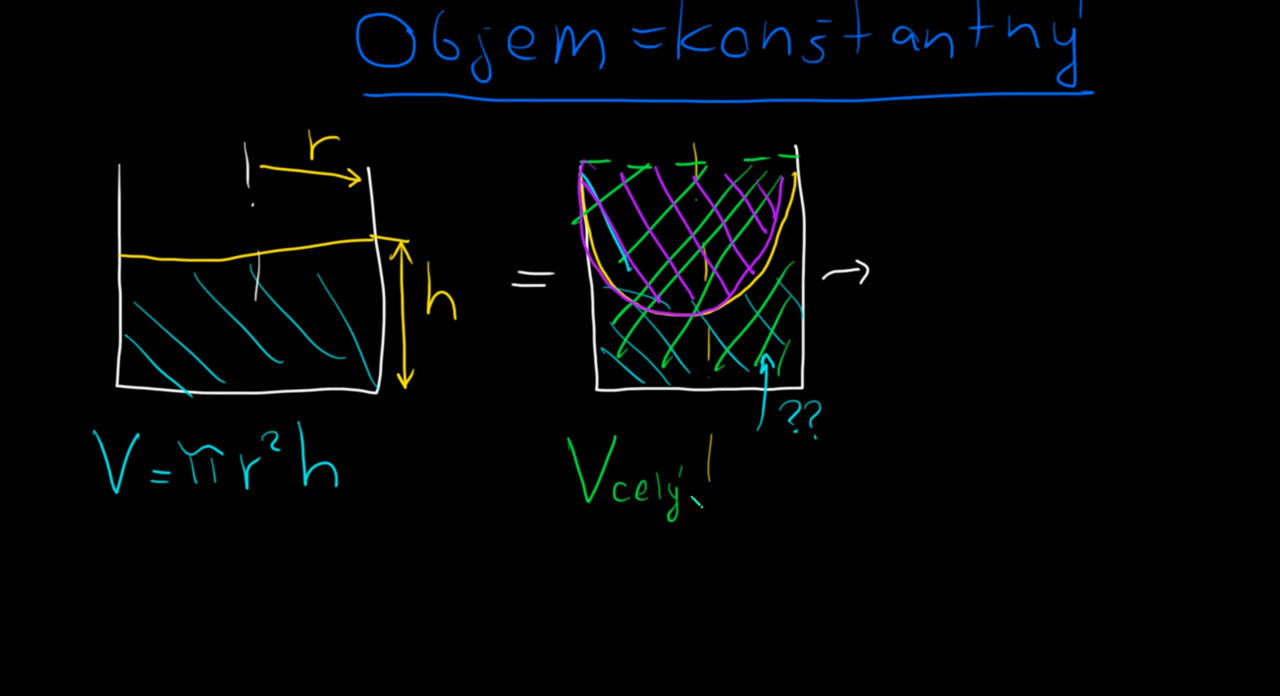 Objem = konštantný
r
h
=
→
??
V = πr²h
Vcelý